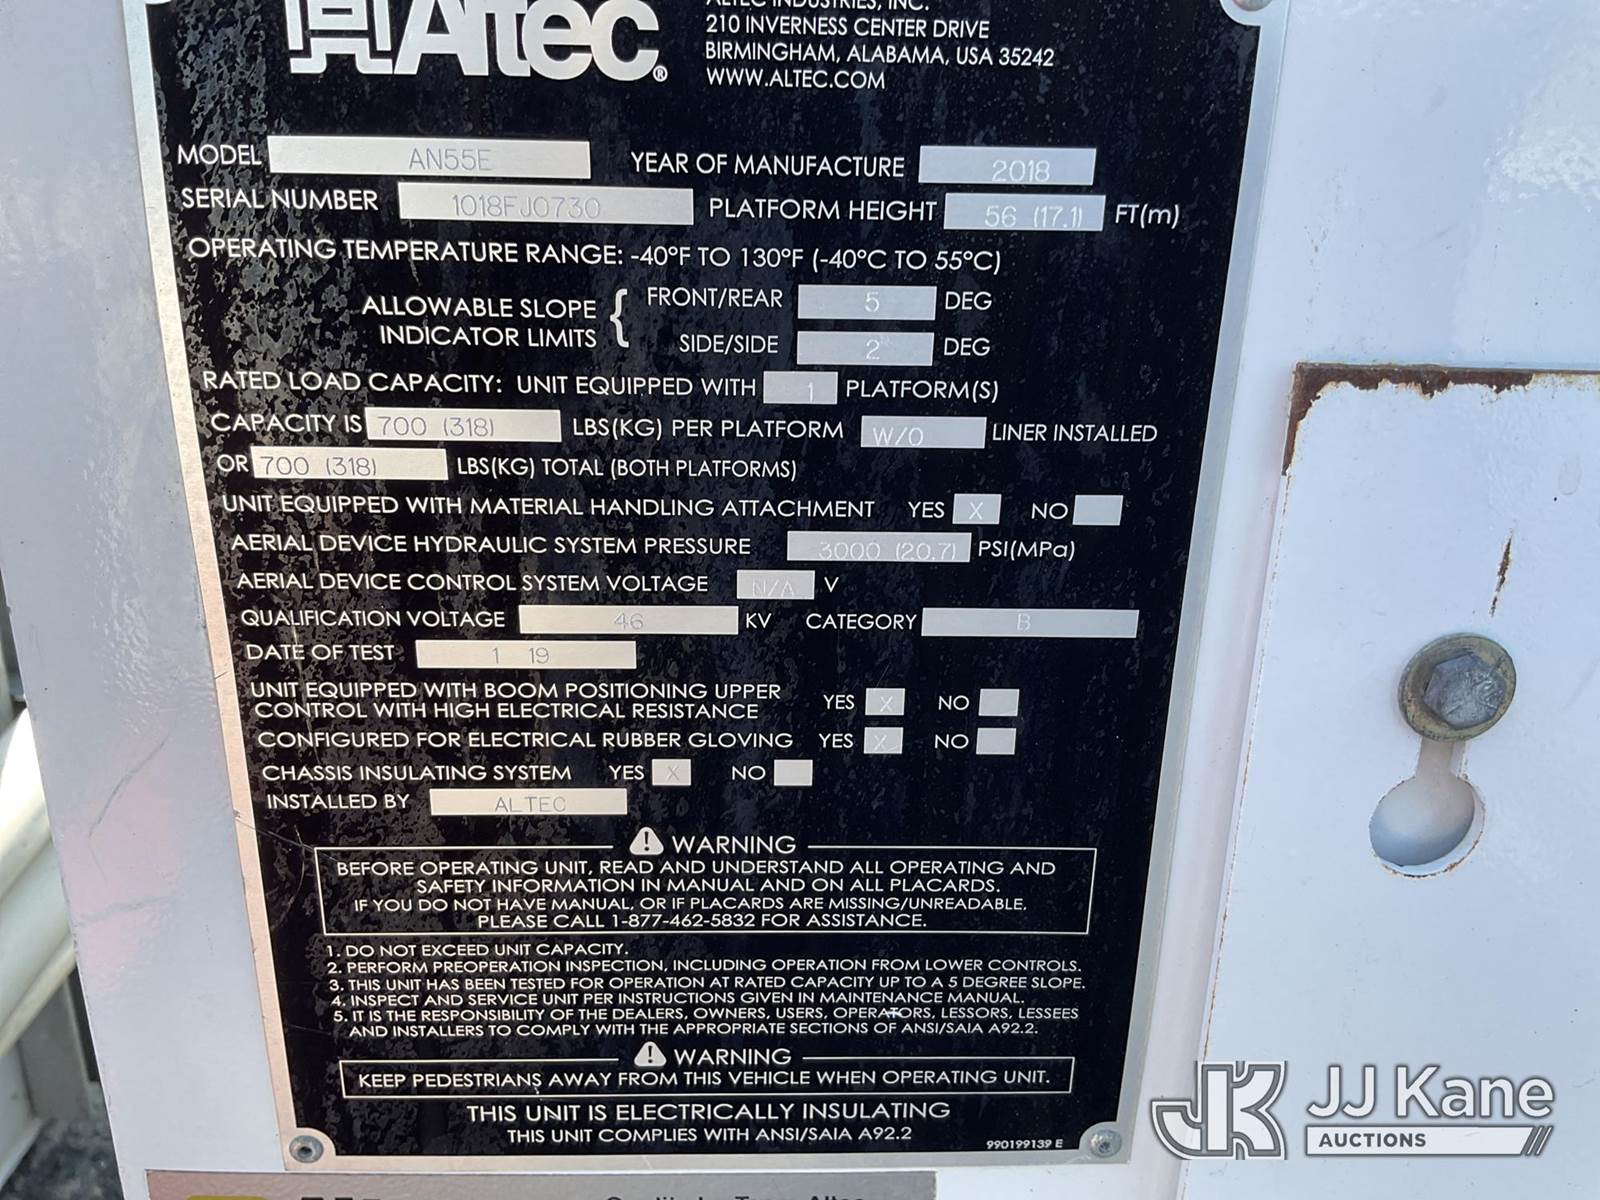 Altec®
ALTEC INDUSTRIES, INC.
210 INVERNESS CENTER DRIVE
BIRMINGHAM, ALABAMA, USA 35242
WWW.ALTEC.COM
MODEL AN55E YEAR OF MANUFACTURE 2018
SERIAL NUMBER 1018FJ0730 PLATFORM HEIGHT 56 (17.1) FT(m)
OPERATING TEMPERATURE RANGE: -40°F TO 130°F (-40°C TO 55°C)
ALLOWABLE SLOPE INDICATOR LIMITS { FRONT/REAR 5 DEG
SIDE/SIDE 2 DEG
RATED LOAD CAPACITY: UNIT EQUIPPED WITH 1 PLATFORM(S)
CAPACITY IS 700 (318) LBS(KG) PER PLATFORM W/O LINER INSTALLED
OR 700 (318) LBS(KG) TOTAL (BOTH PLATFORMS)
UNIT EQUIPPED WITH MATERIAL HANDLING ATTACHMENT YES X NO
AERIAL DEVICE HYDRAULIC SYSTEM PRESSURE 3000 (20.7) PSI(MPa)
AERIAL DEVICE CONTROL SYSTEM VOLTAGE N/A V
QUALIFICATION VOLTAGE 46 KV CATEGORY B
DATE OF TEST 1 19
UNIT EQUIPPED WITH BOOM POSITIONING UPPER
CONTROL WITH HIGH ELECTRICAL RESISTANCE YES X NO
CONFIGURED FOR ELECTRICAL RUBBER GLOVING YES X NO
CHASSIS INSULATING SYSTEM YES X NO
INSTALLED BY ALTEC
WARNING
BEFORE OPERATING UNIT, READ AND UNDERSTAND ALL OPERATING AND
SAFETY INFORMATION IN MANUAL AND ON ALL PLACARDS.
IF YOU DO NOT HAVE MANUAL, OR IF PLACARDS ARE MISSING/UNREADABLE,
PLEASE CALL 1-877-462-5832 FOR ASSISTANCE.
1. DO NOT EXCEED UNIT CAPACITY.
2. PERFORM PREOPERATION INSPECTION, INCLUDING OPERATION FROM LOWER CONTROLS.
3. THIS UNIT HAS BEEN TESTED FOR OPERATION AT RATED CAPACITY UP TO A 5 DEGREE SLOPE.
4. INSPECT AND SERVICE UNIT PER INSTRUCTIONS GIVEN IN MAINTENANCE MANUAL.
5. IT IS THE RESPONSIBILITY OF THE DEALERS, OWNERS, USERS, OPERATORS, LESSORS, LESSEES
AND INSTALLERS TO COMPLY WITH THE APPROPRIATE SECTIONS OF ANSI/SAIA A92.2.
WARNING
KEEP PEDESTRIANS AWAY FROM THIS VEHICLE WHEN OPERATING UNIT.
THIS UNIT IS ELECTRICALLY INSULATING
THIS UNIT COMPLIES WITH ANSI/SAIA A92.2
990199139 E
JK JJ Kane
AUCTIONS